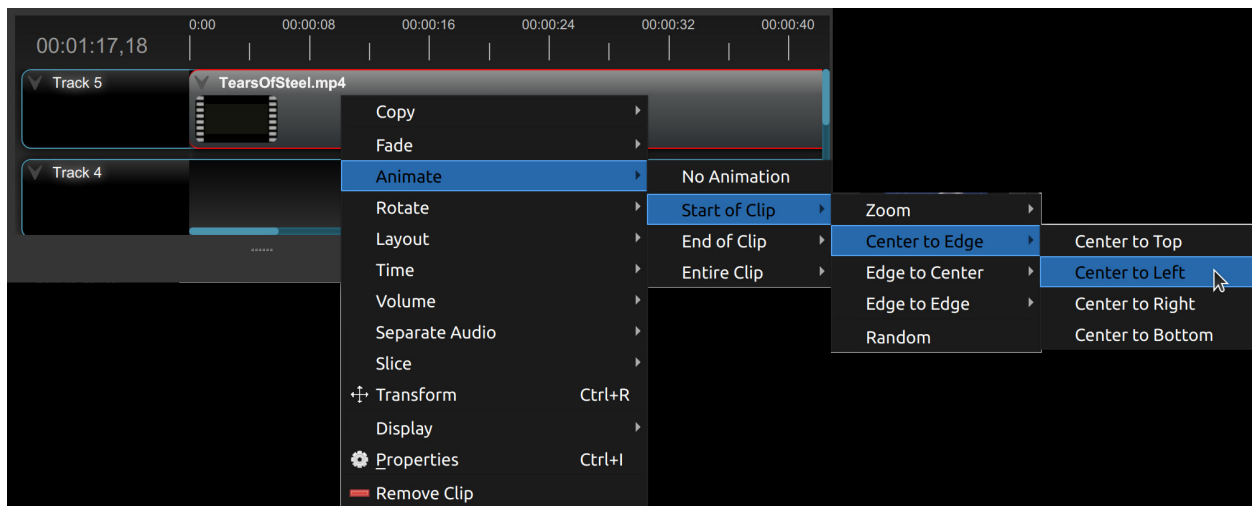 0:00 00:00:08 00:00:16 00:00:24 00:00:32 00:00:40
00:01:17,18
Track 5
TearsOfSteel.mp4
Copy
Fade
Track 4
Animate
Rotate
Layout
Time
Volume
Separate Audio
Slice
Transform Ctrl+R
Display
Properties Ctrl+I
Remove Clip
No Animation
Start of Clip
End of Clip
Entire Clip
Zoom
Center to Edge
Edge to Center
Edge to Edge
Random
Center to Top
Center to Left
Center to Right
Center to Bottom